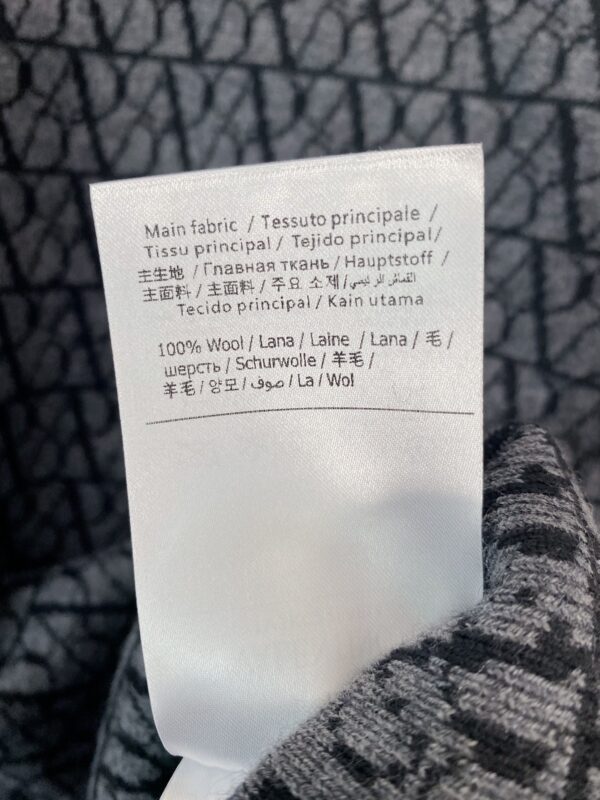 Main fabric / Tessuto principale /
Tissu principal / Tejido principal/
主生地 / Главная ткань / Hauptstoff /
主面料 / 主面料 / 주요 소재 / القماش الرئيسي/
Tecido principal / Kain utama
100% Wool / Lana / Laine / Lana / 毛 /
шерсть / Schurwolle / 羊毛 /
羊毛 / 양모 / صوف / La / Wol